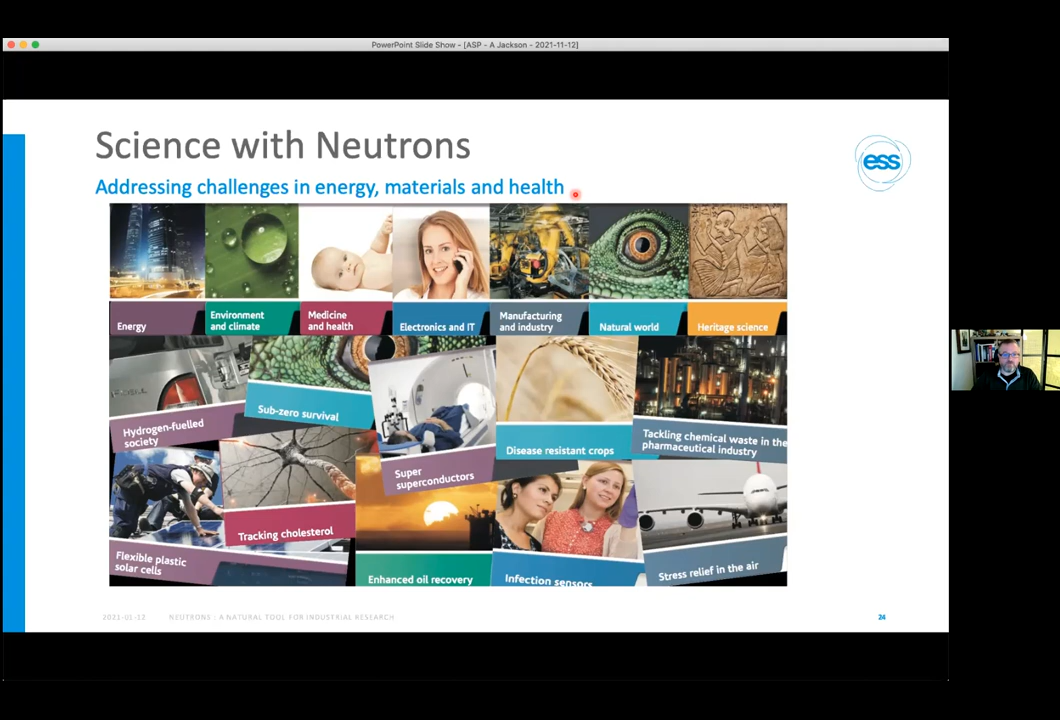 PowerPoint Slide Show - [ASP - A Jackson - 2021-11-12]
Science with Neutrons
ess
Addressing challenges in energy, materials and health
Energy
Environment
and climate
Medicine
and health
Electronics and IT
Manufacturing
and industry
Natural world
Heritage science
Hydrogen-fuelled
society
Sub-zero survival
Super
superconductors
Disease resistant crops
Tackling chemical waste in the
pharmaceutical industry
Flexible plastic
solar cells
Tracking cholesterol
Enhanced oil recovery
Infection sensors
Stress relief in the air
2021-01-12
NEUTRONS : A NATURAL TOOL FOR INDUSTRIAL RESEARCH
24